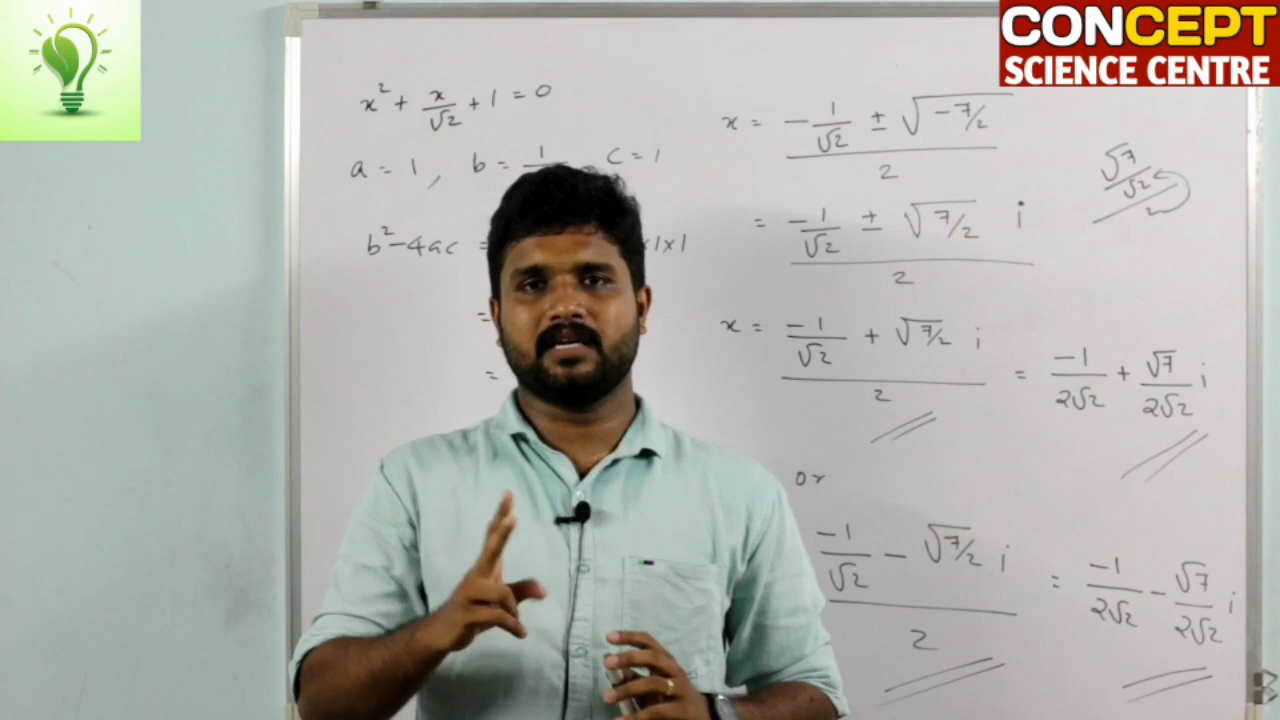 CONCEPT
SCIENCE CENTRE
x² + x/√2 + 1 = 0
a = 1, b = 1/ c = 1
b² - 4ac = ×1×1
=
=
x = (-1/√2 ± √(-7/2)) / 2
= (-1/√2 ± √(7/2) i) / 2
√7/√2 / 2
x = (-1/√2 + √(7/2) i) / 2 = -1/2√2 + √7/2√2 i
or
(-1/√2 - √(7/2) i) / 2 = -1/2√2 - √7/2√2 i